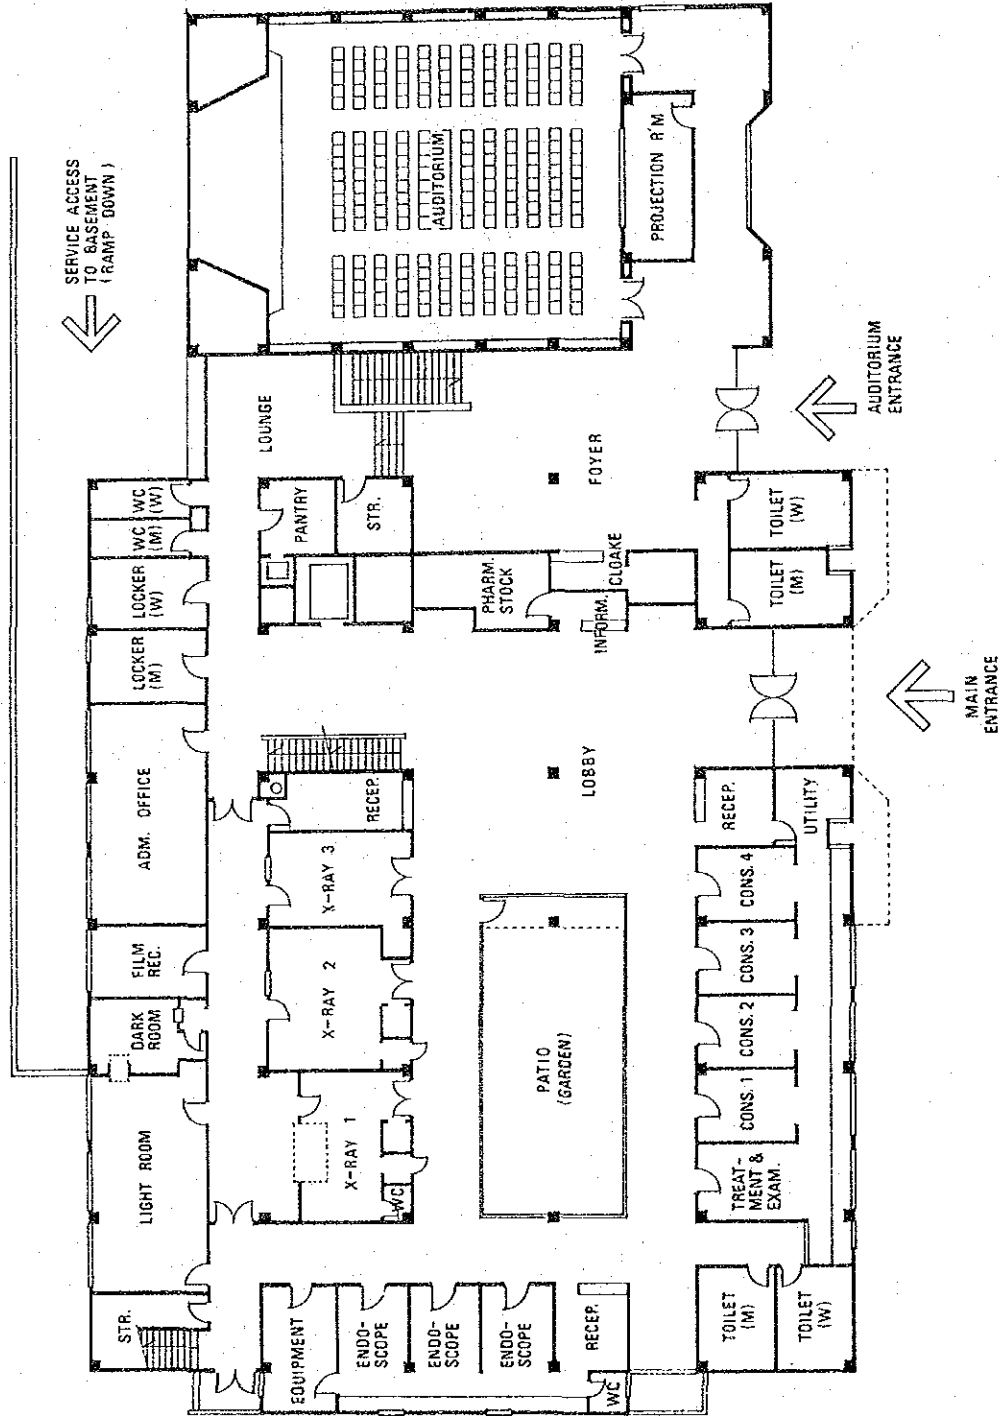 STR.
LIGHT ROOM
DARK
ROOM
FILM
REC.
ADM. OFFICE
LOCKER
(M)
LOCKER
(W)
WC
(M)
WC
(W)
SERVICE ACCESS
TO BASEMENT
(RAMP DOWN)
EQUIPMENT
ENDO-
SCOPE
ENDO-
SCOPE
ENDO-
SCOPE
RECEP.
WC
X-RAY 1
WC
X-RAY 2
X-RAY 3
RECEP.
PANTRY
STR.
LOUNGE
AUDITORIUM
PHARM.
STOCK
INFORM.
CLOAKE
FOYER
PROJECTION R'M
PATIO
(GARDEN)
LOBBY
TOILET
(M)
TOILET
(W)
TREAT-
MENT &
EXAM.
CONS. 1
CONS. 2
CONS. 3
CONS. 4
RECEP.
UTILITY
TOILET
(M)
TOILET
(W)
MAIN
ENTRANCE
AUDITORIUM
ENTRANCE